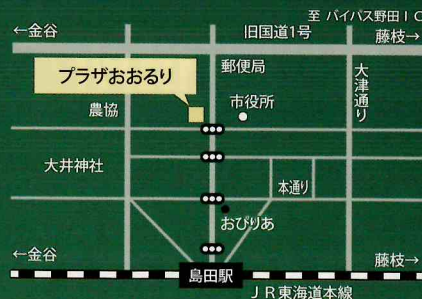 至 バイパス野田IC
←金谷
旧国道1号
藤枝→
郵便局
プラザおおるり
大津通り
農協
市役所
大井神社
本通り
おびりあ
←金谷
藤枝→
島田駅
JR東海道本線